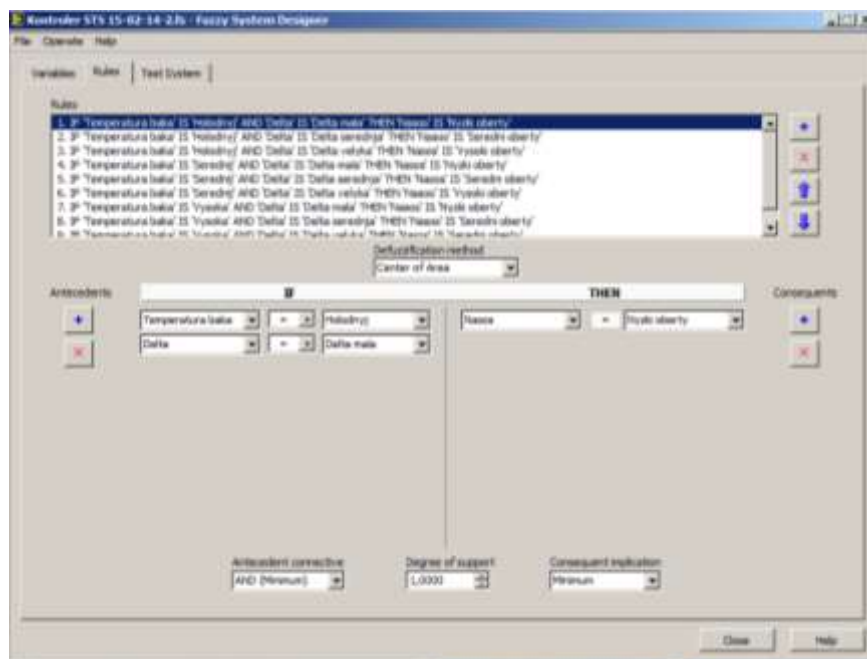 Kontroler STS 15-02-14-2.fs - Fuzzy System Designer
File Operate Help
Variables Rules Test System
Rules
1. IF 'Temperatura baka' IS 'Holodnyj' AND 'Delta' IS 'Delta mala' THEN 'Nasos' IS 'Nyzki oberty'
2. IF 'Temperatura baka' IS 'Holodnyj' AND 'Delta' IS 'Delta serednja' THEN 'Nasos' IS 'Seredni oberty'
3. IF 'Temperatura baka' IS 'Holodnyj' AND 'Delta' IS 'Delta velyka' THEN 'Nasos' IS 'Vysoki oberty'
4. IF 'Temperatura baka' IS 'Serednij' AND 'Delta' IS 'Delta mala' THEN 'Nasos' IS 'Nyzki oberty'
5. IF 'Temperatura baka' IS 'Serednij' AND 'Delta' IS 'Delta serednja' THEN 'Nasos' IS 'Seredni oberty'
6. IF 'Temperatura baka' IS 'Serednij' AND 'Delta' IS 'Delta velyka' THEN 'Nasos' IS 'Vysoki oberty'
7. IF 'Temperatura baka' IS 'Vysoka' AND 'Delta' IS 'Delta mala' THEN 'Nasos' IS 'Nyzki oberty'
8. IF 'Temperatura baka' IS 'Vysoka' AND 'Delta' IS 'Delta serednja' THEN 'Nasos' IS 'Seredni oberty'
Defuzzification method
Center of Area
Antecedents IF THEN Consequents
Temperatura baka = Holodnyj Nasos = Nyzki oberty
Delta = Delta mala
Antecedent connective Degree of support Consequent implication
AND (Minimum) 1,0000 Minimum
Close Help